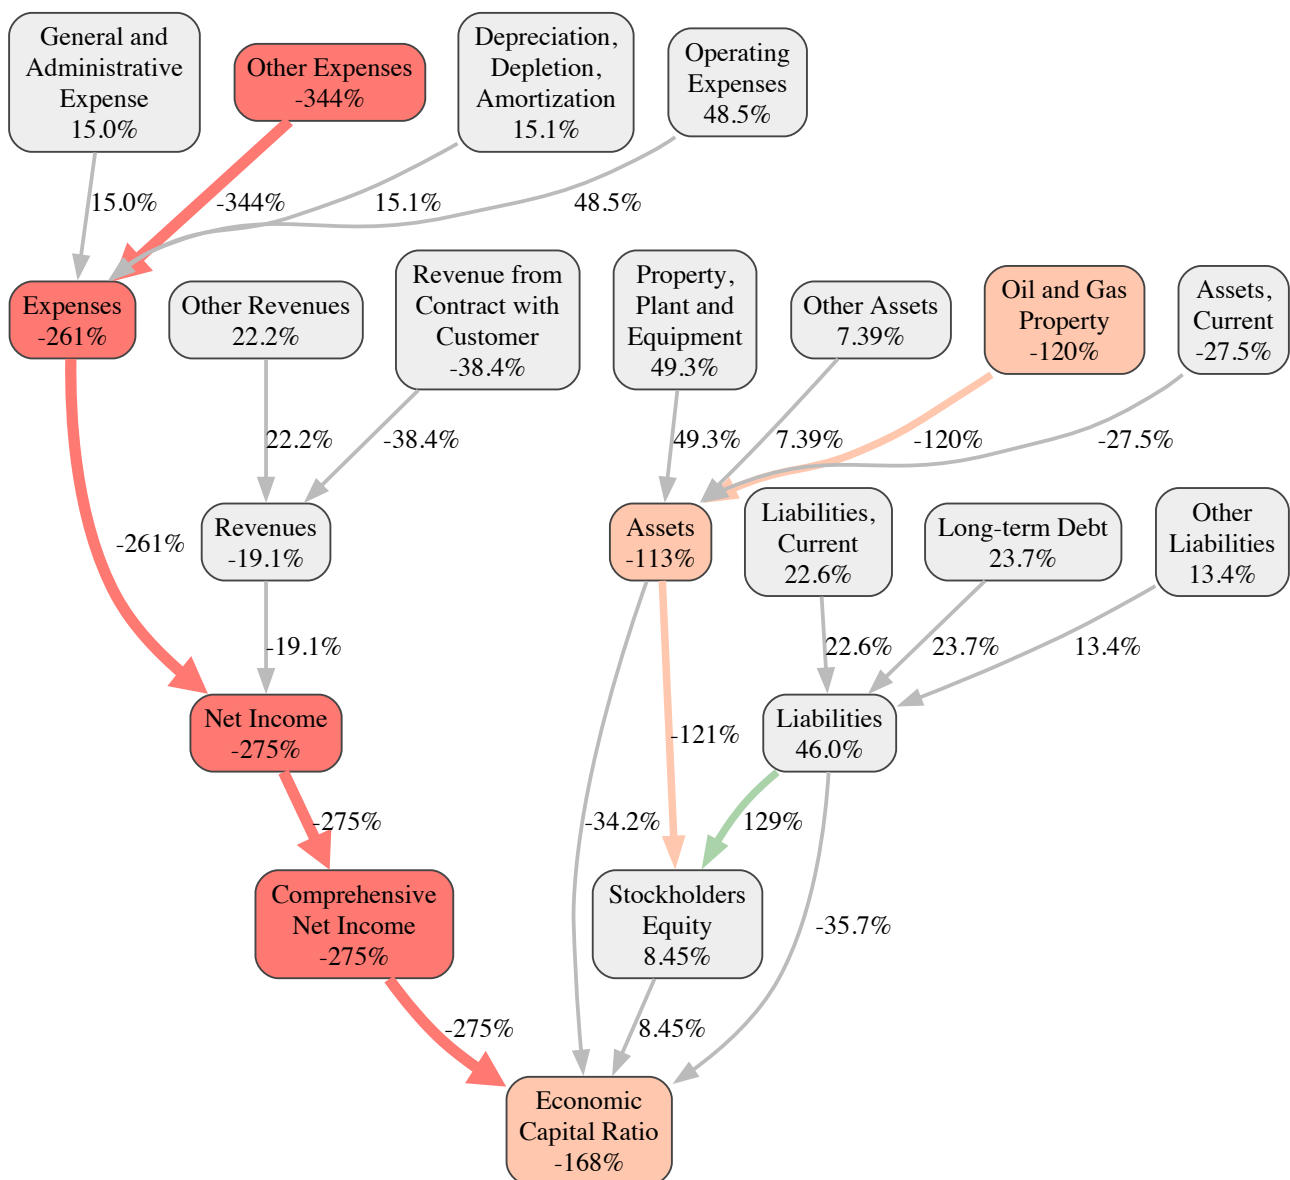 General and
Administrative
Expense
15.0%
Other Expenses
-344%
Depreciation,
Depletion,
Amortization
15.1%
Operating
Expenses
48.5%
15.0%
-344%
15.1%
48.5%
Expenses
-261%
Other Revenues
22.2%
Revenue from
Contract with
Customer
-38.4%
Property,
Plant and
Equipment
49.3%
Other Assets
7.39%
Oil and Gas
Property
-120%
Assets,
Current
-27.5%
22.2%
-38.4%
49.3%
7.39%
-120%
-27.5%
-261%
Revenues
-19.1%
Assets
-113%
Liabilities,
Current
22.6%
Long-term Debt
23.7%
Other
Liabilities
13.4%
-19.1%
22.6%
23.7%
13.4%
Net Income
-275%
-121%
Liabilities
46.0%
-275%
-34.2%
129%
Comprehensive
Net Income
-275%
Stockholders
Equity
8.45%
-35.7%
-275%
8.45%
Economic
Capital Ratio
-168%